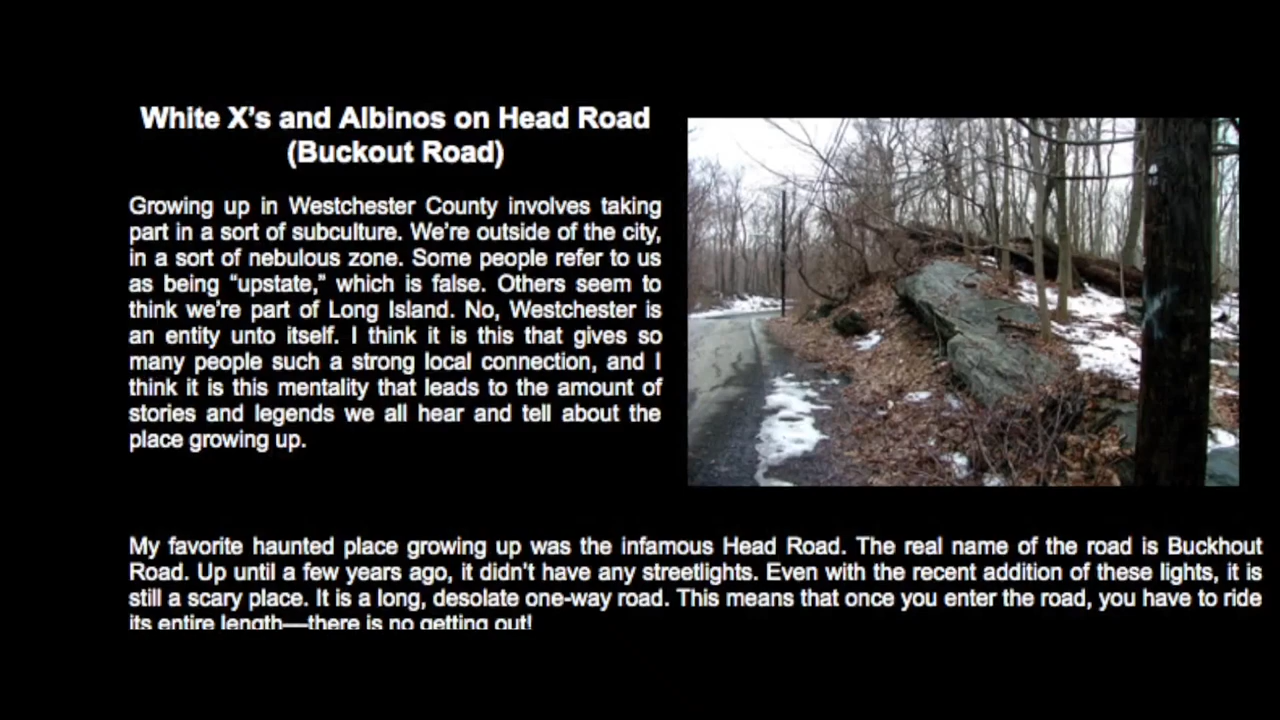 White X’s and Albinos on Head Road
(Buckout Road)
Growing up in Westchester County involves taking
part in a sort of subculture. We’re outside of the city,
in a sort of nebulous zone. Some people refer to us
as being “upstate,” which is false. Others seem to
think we’re part of Long Island. No, Westchester is
an entity unto itself. I think it is this that gives so
many people such a strong local connection, and I
think it is this mentality that leads to the amount of
stories and legends we all hear and tell about the
place growing up.
My favorite haunted place growing up was the infamous Head Road. The real name of the road is Buckhout
Road. Up until a few years ago, it didn’t have any streetlights. Even with the recent addition of these lights, it is
still a scary place. It is a long, desolate one-way road. This means that once you enter the road, you have to ride
its entire length—there is no getting out!